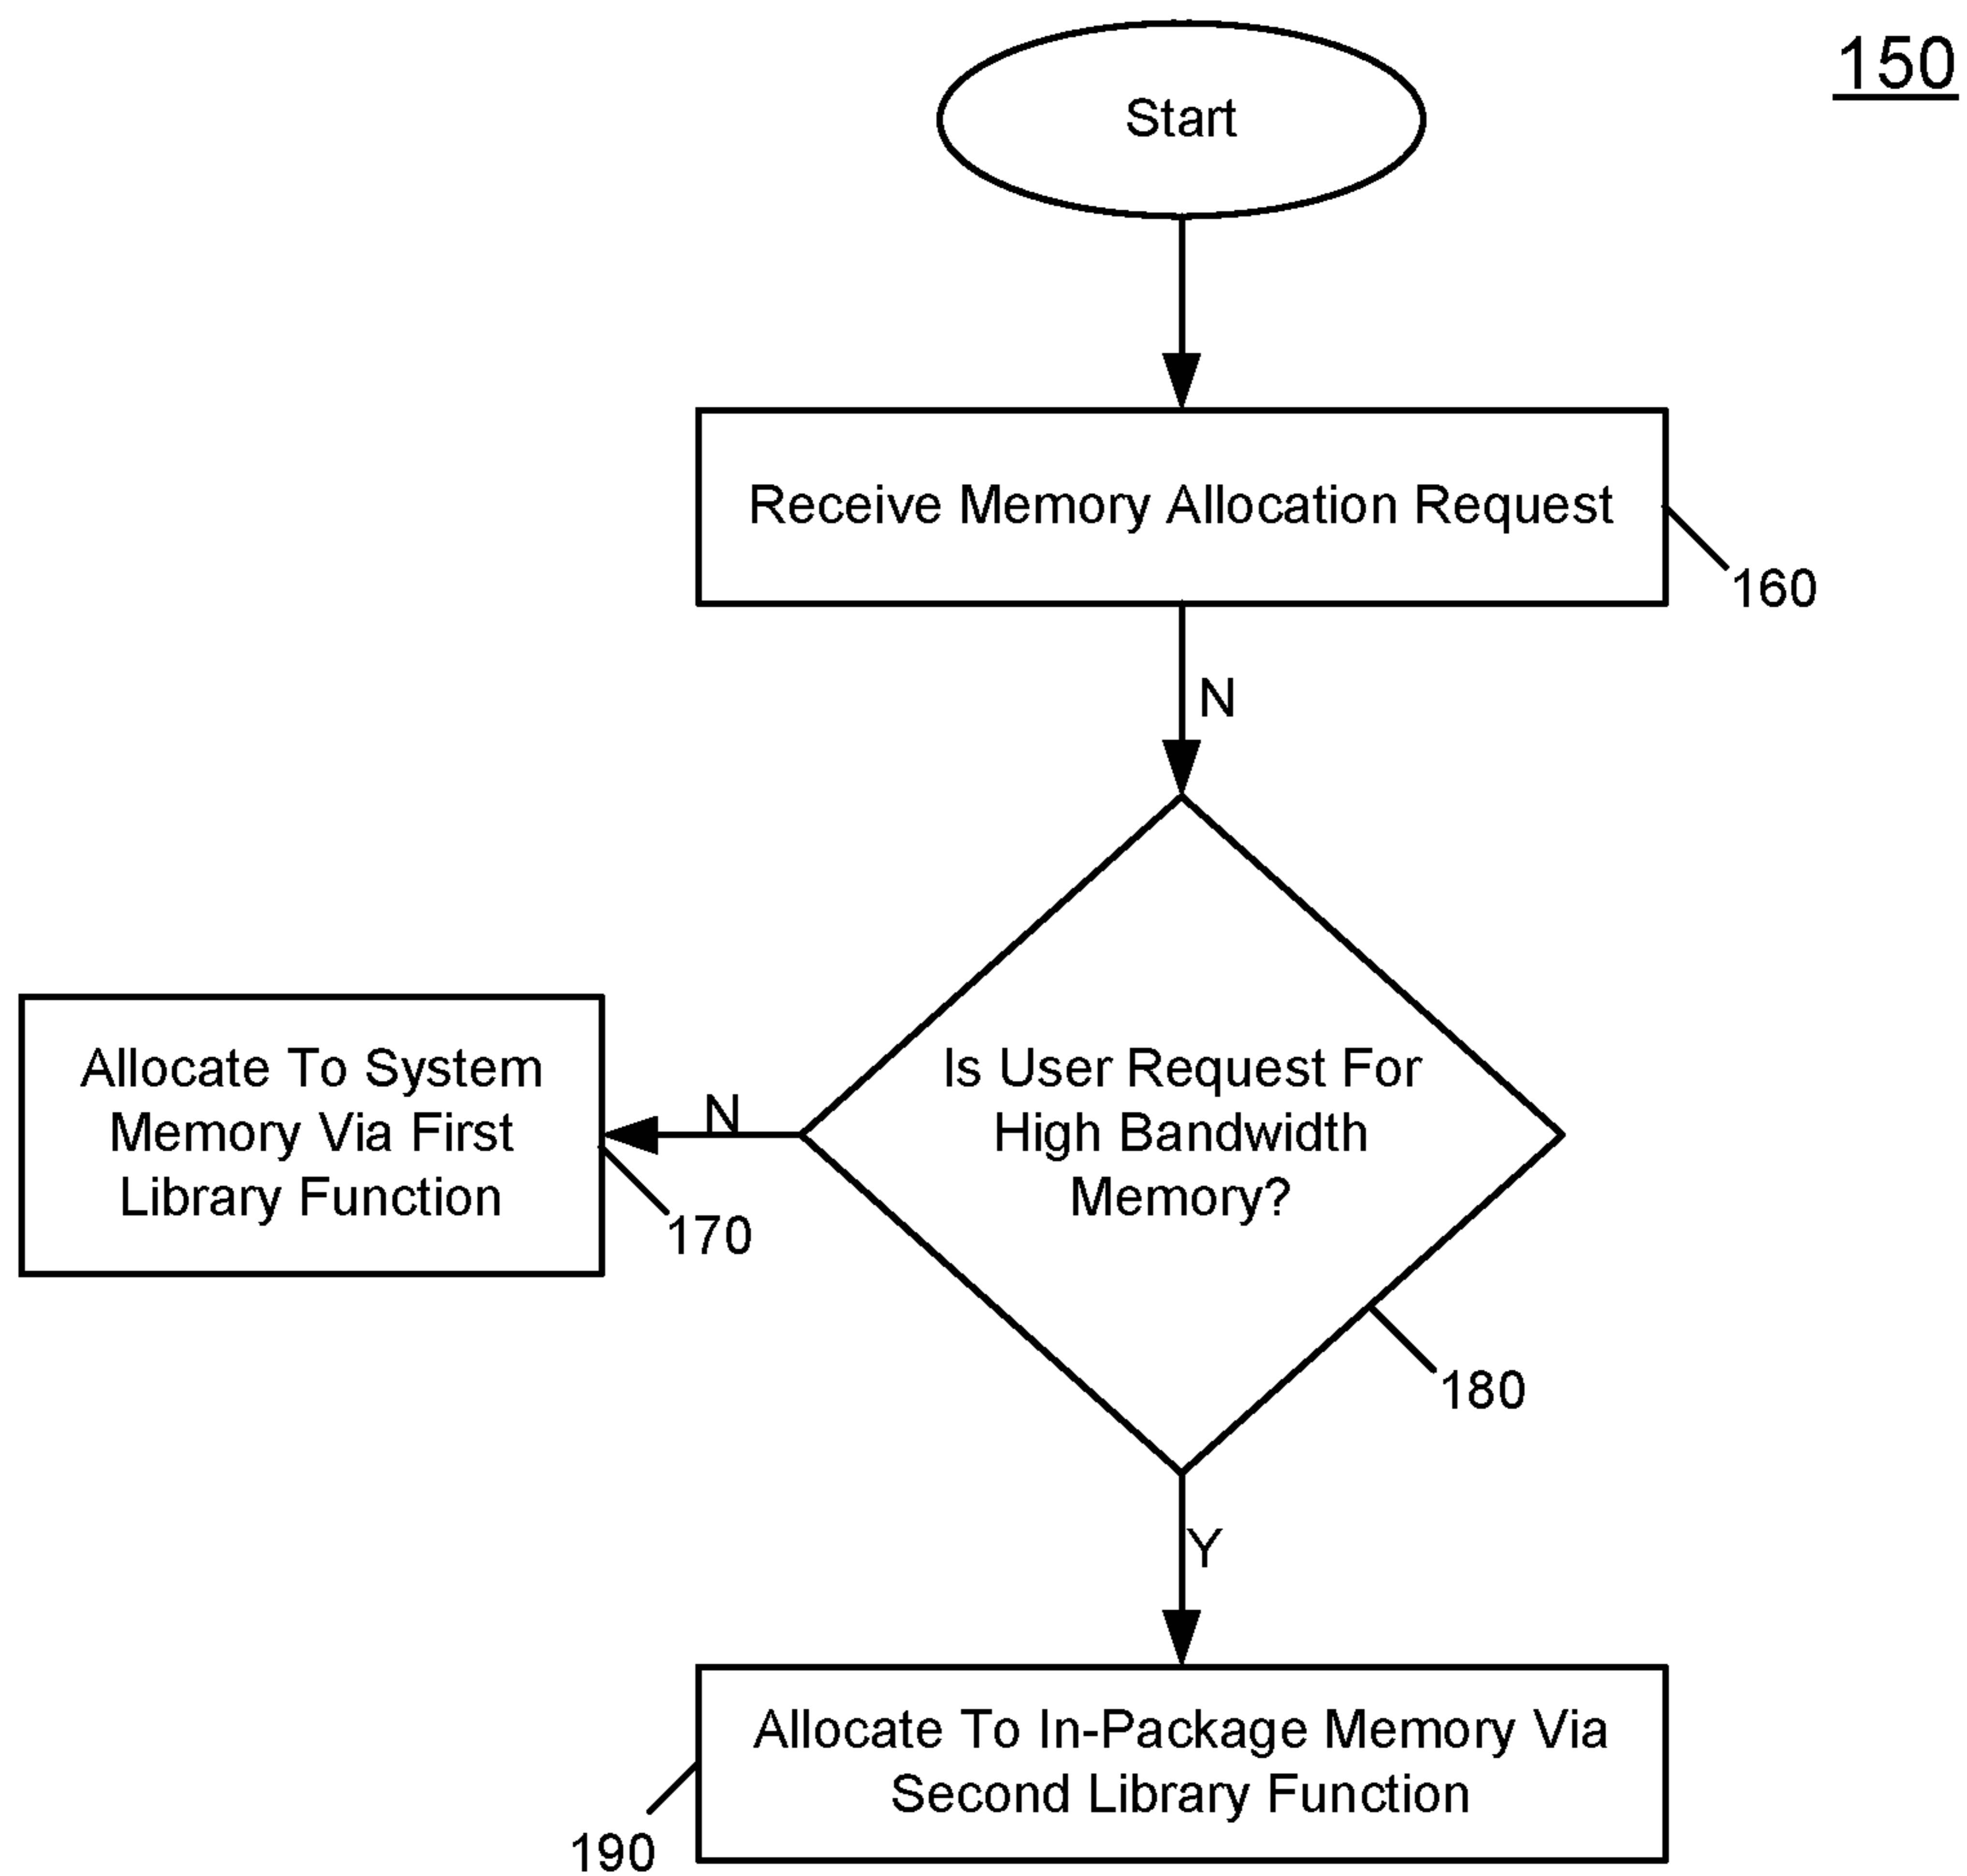 150
Start
Receive Memory Allocation Request
160
N
Is User Request For
High Bandwidth
Memory?
180
N
Allocate To System
Memory Via First
Library Function
170
Y
Allocate To In-Package Memory Via
Second Library Function
190